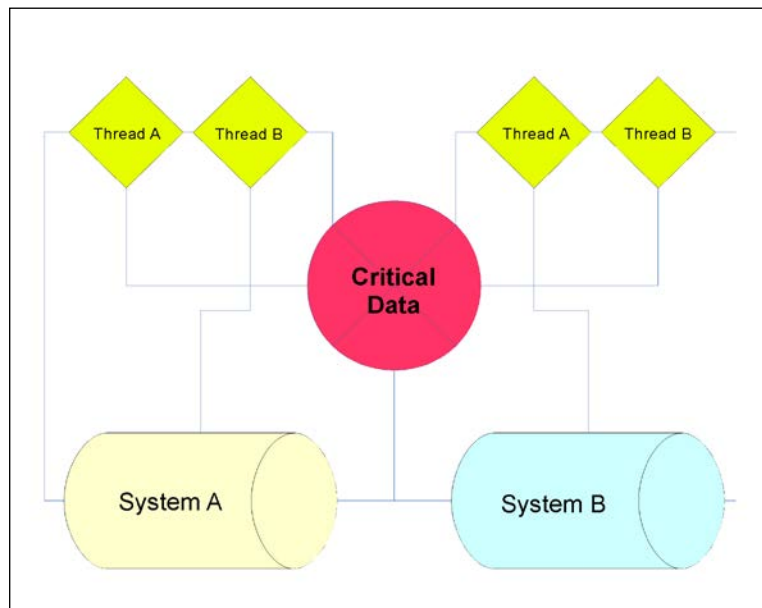 Thread A
Thread B
Thread A
Thread B
Critical
Data
System A
System B